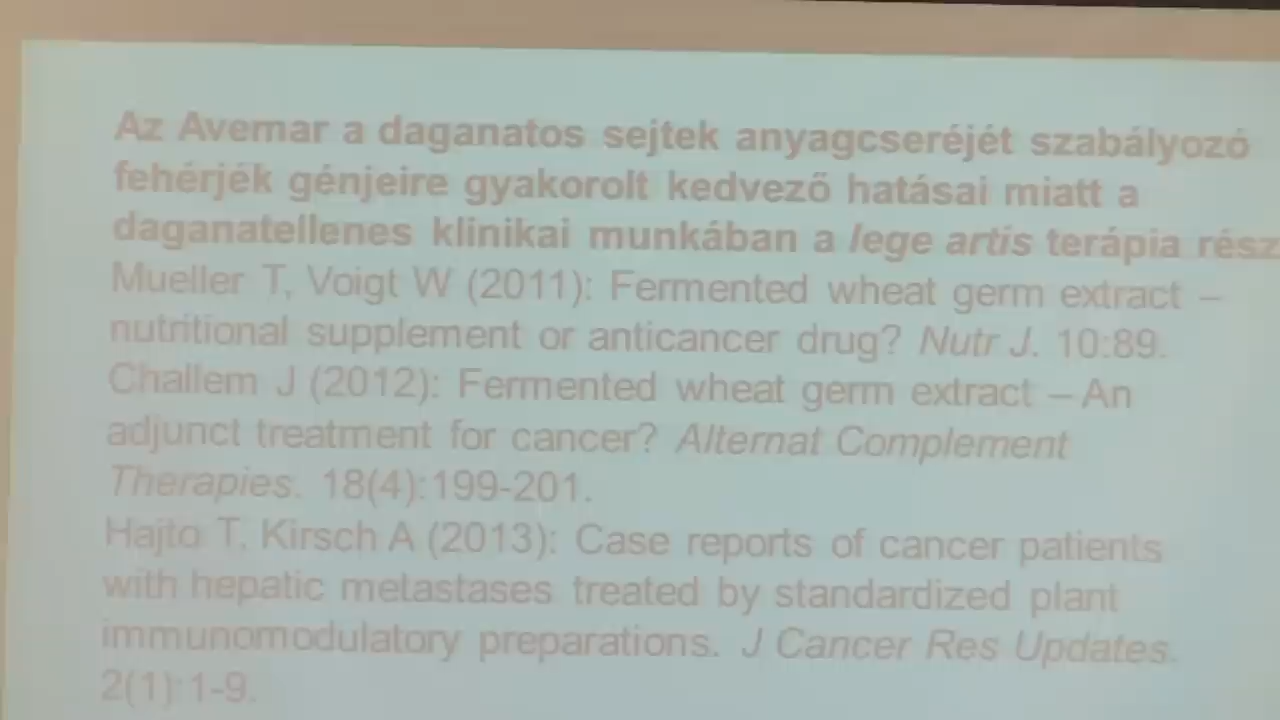 Az Avemar a daganatos sejtek anyagcseréjét szabályozó
fehérjék génjeire gyakorolt kedvező hatásai miatt a
daganatellenes klinikai munkában a lege artis terápia rész
Mueller T, Voigt W (2011): Fermented wheat germ extract –
nutritional supplement or anticancer drug? Nutr J. 10:89.
Challem J (2012): Fermented wheat germ extract – An
adjunct treatment for cancer? Alternat Complement
Therapies. 18(4):199-201.
Hajto T, Kirsch A (2013): Case reports of cancer patients
with hepatic metastases treated by standardized plant
immunomodulatory preparations. J Cancer Res Updates.
2(1):1-9.